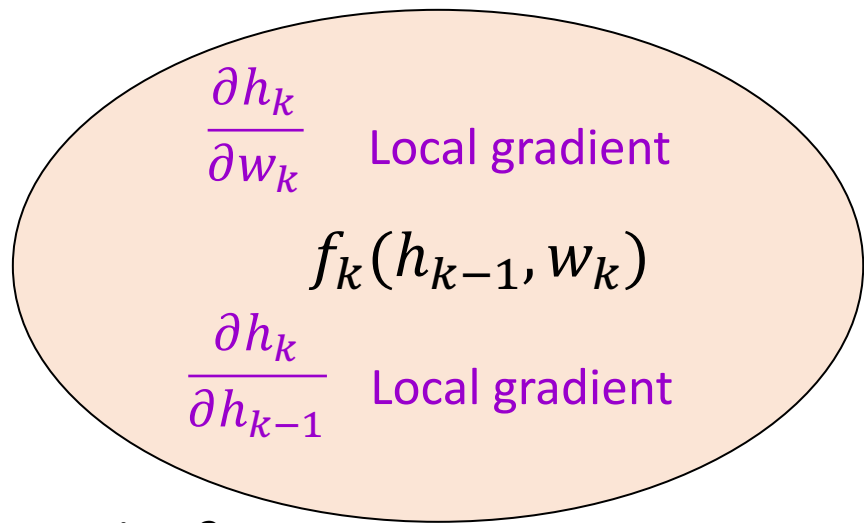 ∂h_k/∂w_k Local gradient
f_k(h_{k−1}, w_k)
∂h_k/∂h_{k−1} Local gradient